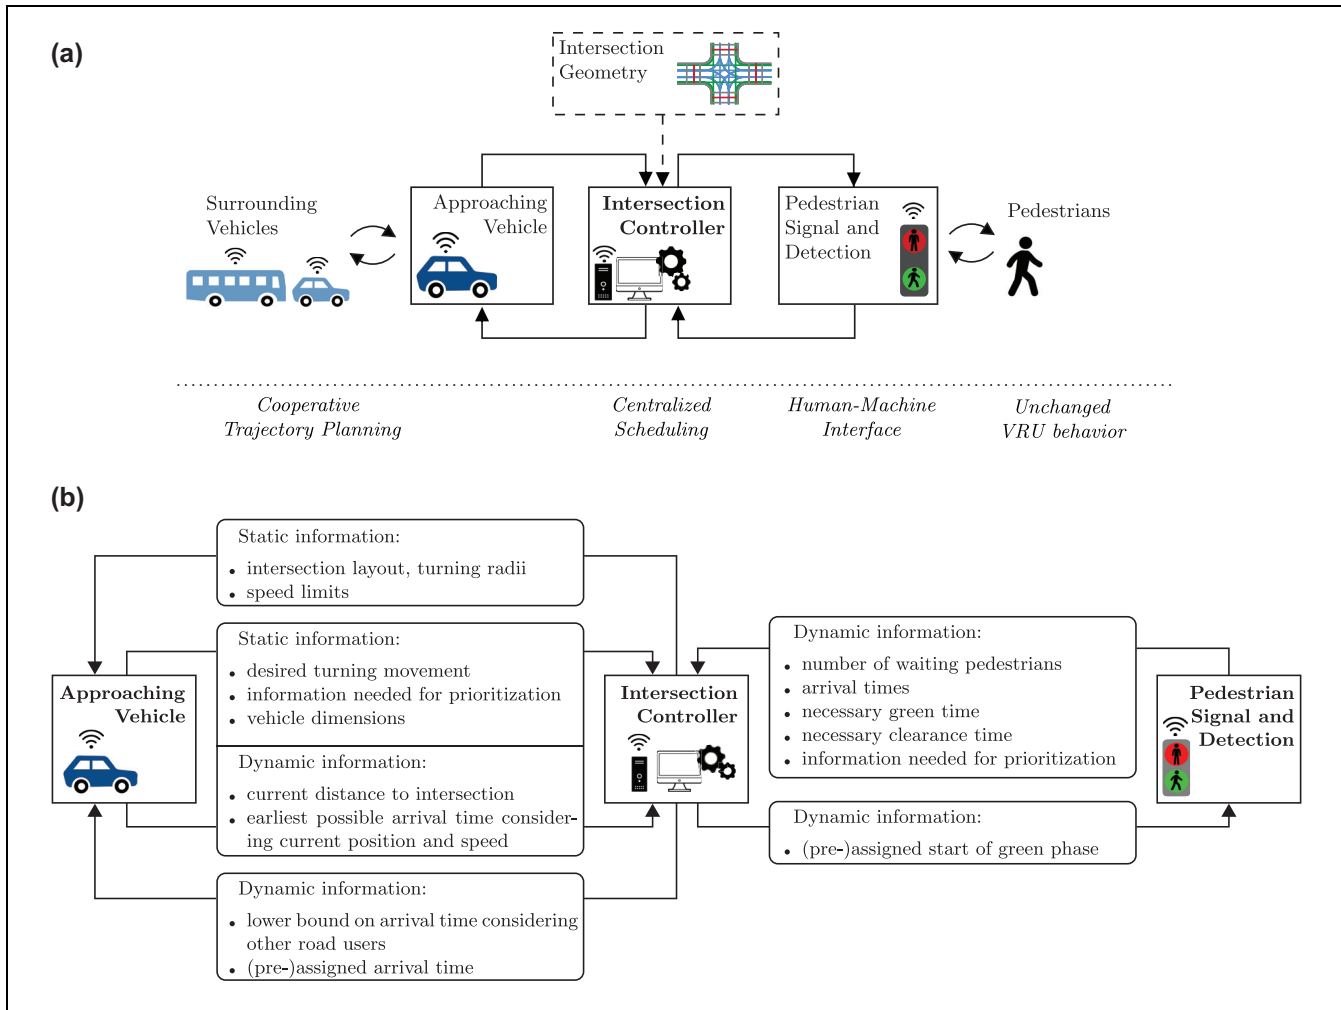 (a)
Intersection
Geometry
Surrounding
Vehicles
Approaching
Vehicle
Intersection
Controller
Pedestrian
Signal and
Detection
Pedestrians
Cooperative
Trajectory Planning
Centralized
Scheduling
Human-Machine
Interface
Unchanged
VRU behavior
(b)
Static information:
• intersection layout, turning radii
• speed limits
Static information:
• desired turning movement
• information needed for prioritization
• vehicle dimensions
Dynamic information:
• current distance to intersection
• earliest possible arrival time consider-
ing current position and speed
Dynamic information:
• lower bound on arrival time considering
other road users
• (pre-)assigned arrival time
Approaching
Vehicle
Intersection
Controller
Dynamic information:
• number of waiting pedestrians
• arrival times
• necessary green time
• necessary clearance time
• information needed for prioritization
Dynamic information:
• (pre-)assigned start of green phase
Pedestrian
Signal and
Detection